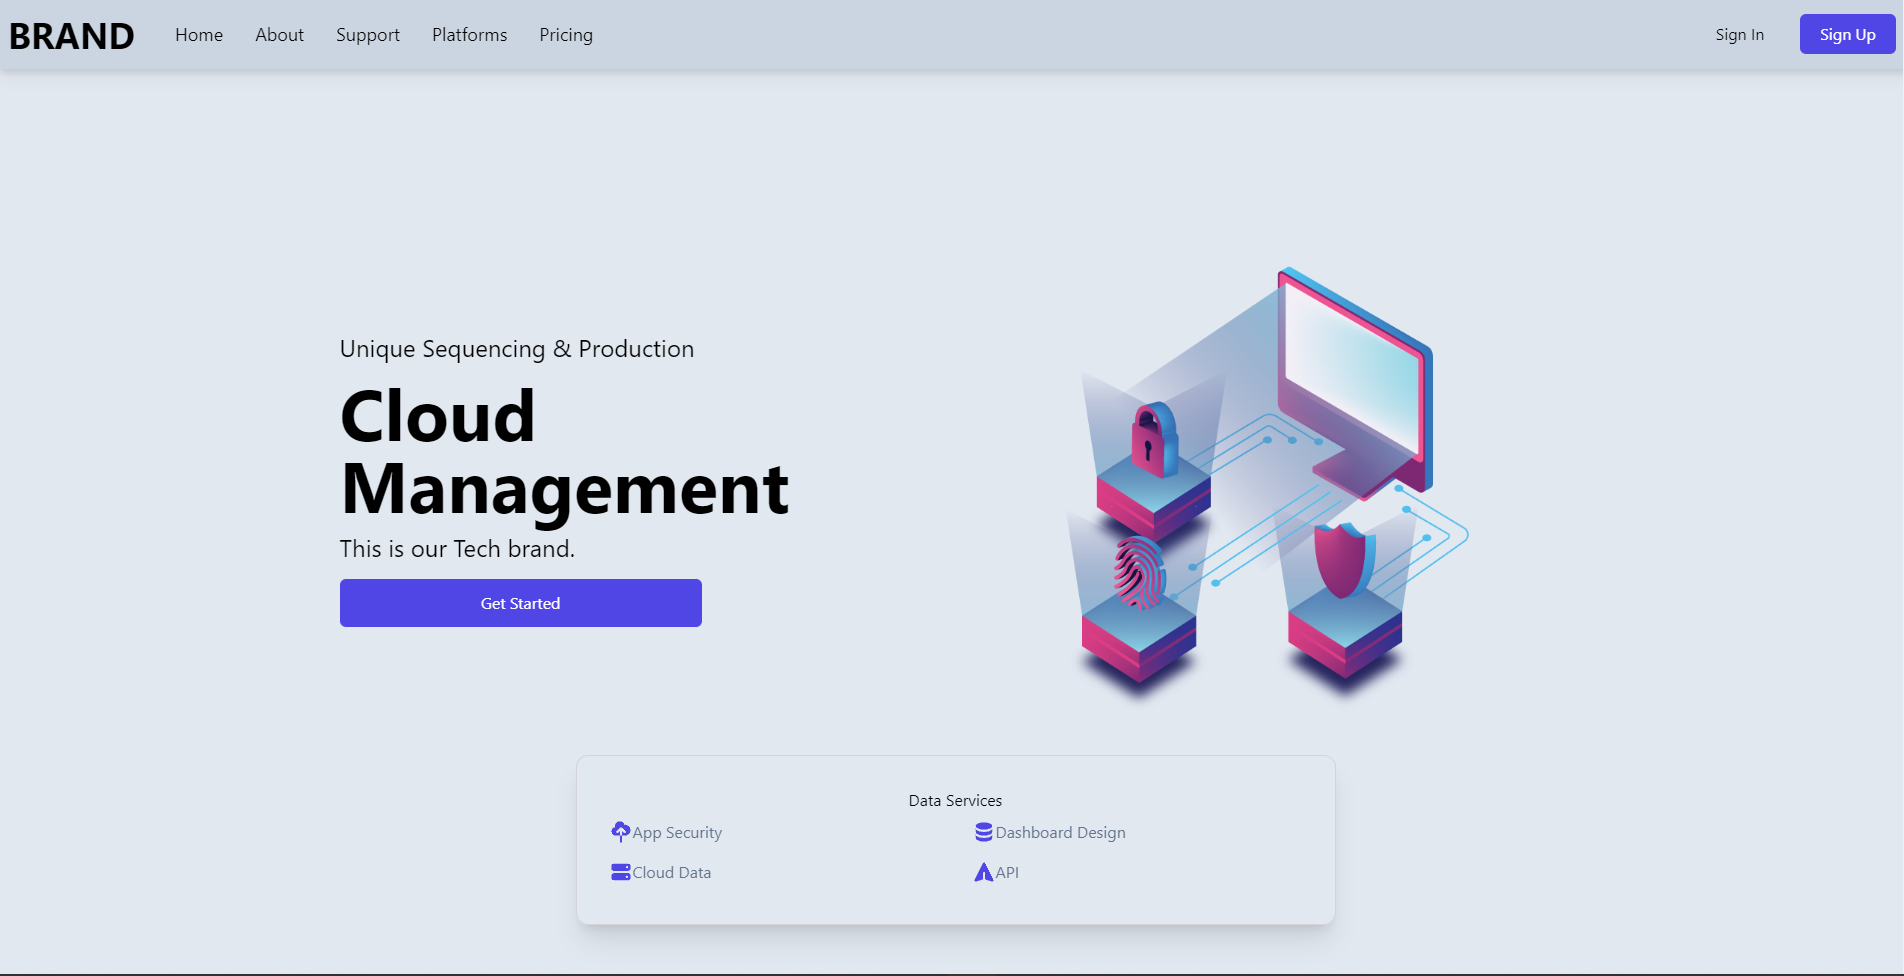 BRAND Home About Support Platforms Pricing Sign In Sign Up
Unique Sequencing & Production
Cloud
Management
This is our Tech brand.
Get Started
Data Services
App Security Dashboard Design
Cloud Data API